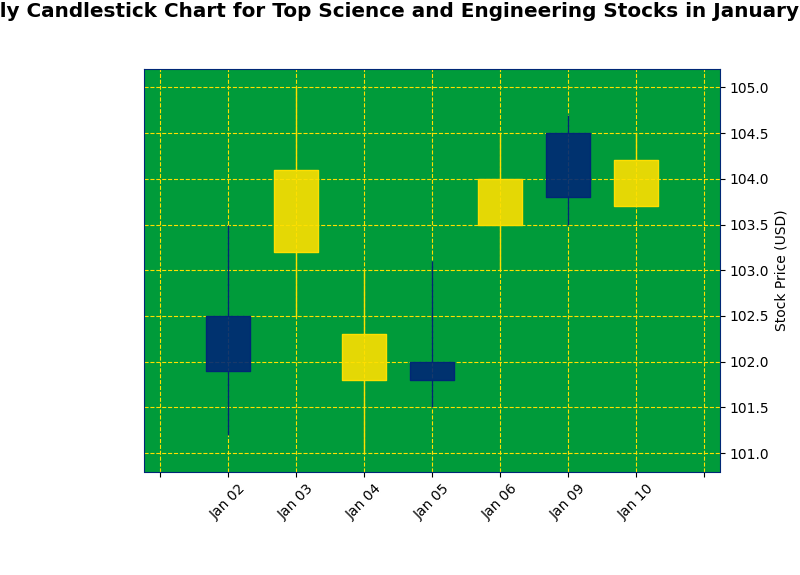 ly Candlestick Chart for Top Science and Engineering Stocks in January
105.0
104.5
104.0
103.5
103.0
102.5
102.0
101.5
101.0
Stock Price (USD)
Jan 02
Jan 03
Jan 04
Jan 05
Jan 06
Jan 09
Jan 10